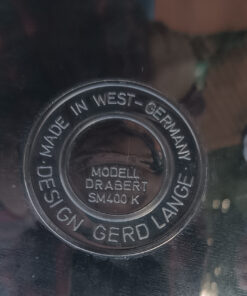 · MADE IN WEST-GERMANY ·
DESIGN GERD LANGE
MODELL
DRABERT
SM400 K